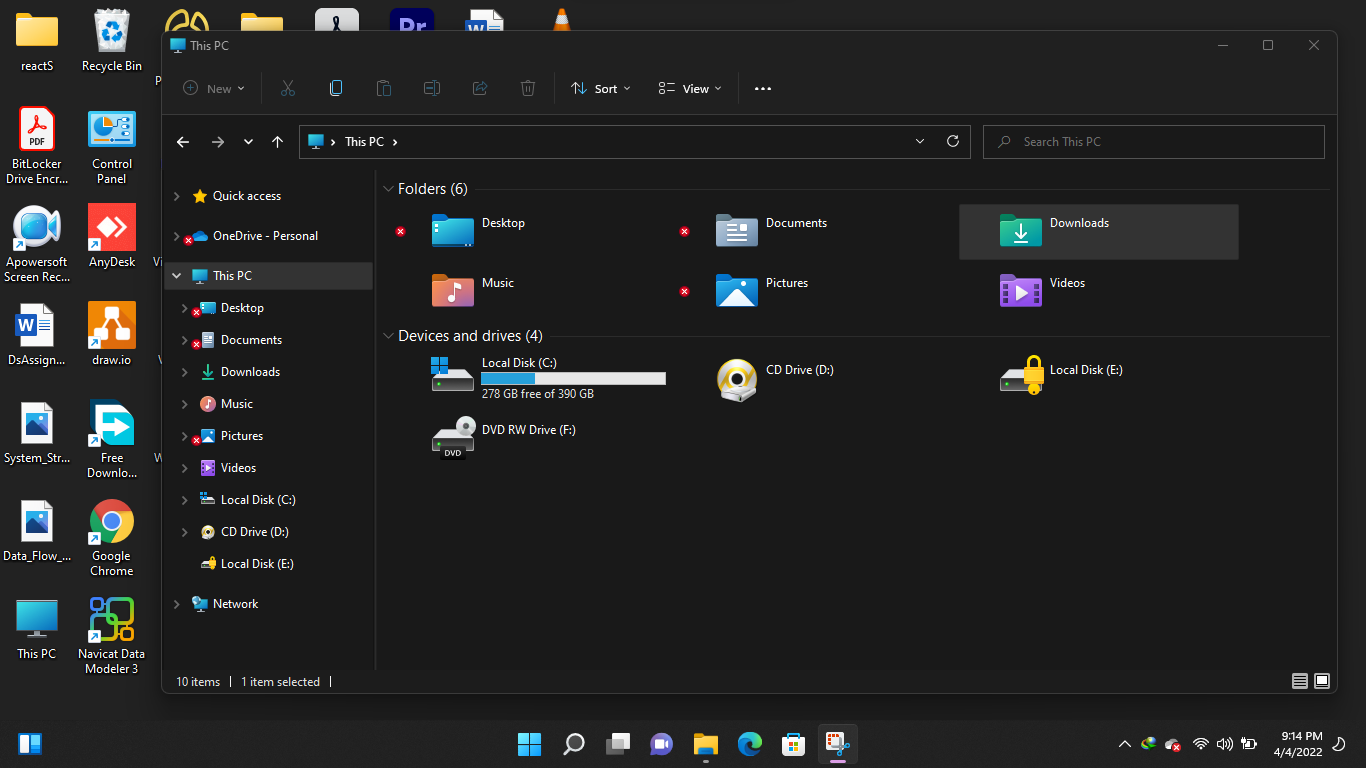 reactS
Recycle Bin
P
BitLocker
Drive Encr...
Control
Panel
Apowersoft
Screen Rec...
AnyDesk
Vi
DsAssign...
draw.io
V
System_Str...
Free
Downlo...
W
Data_Flow_...
Google
Chrome
This PC
Navicat Data
Modeler 3
PDF
W
Pr
W
This PC
New
Sort
View
This PC
Search This PC
Quick access
OneDrive - Personal
This PC
Desktop
Documents
Downloads
Music
Pictures
Videos
Local Disk (C:)
CD Drive (D:)
Local Disk (E:)
Network
Folders (6)
Desktop
Documents
Downloads
Music
Pictures
Videos
Devices and drives (4)
Local Disk (C:)
278 GB free of 390 GB
CD Drive (D:)
Local Disk (E:)
DVD RW Drive (F:)
DVD
10 items
1 item selected
9:14 PM
4/4/2022